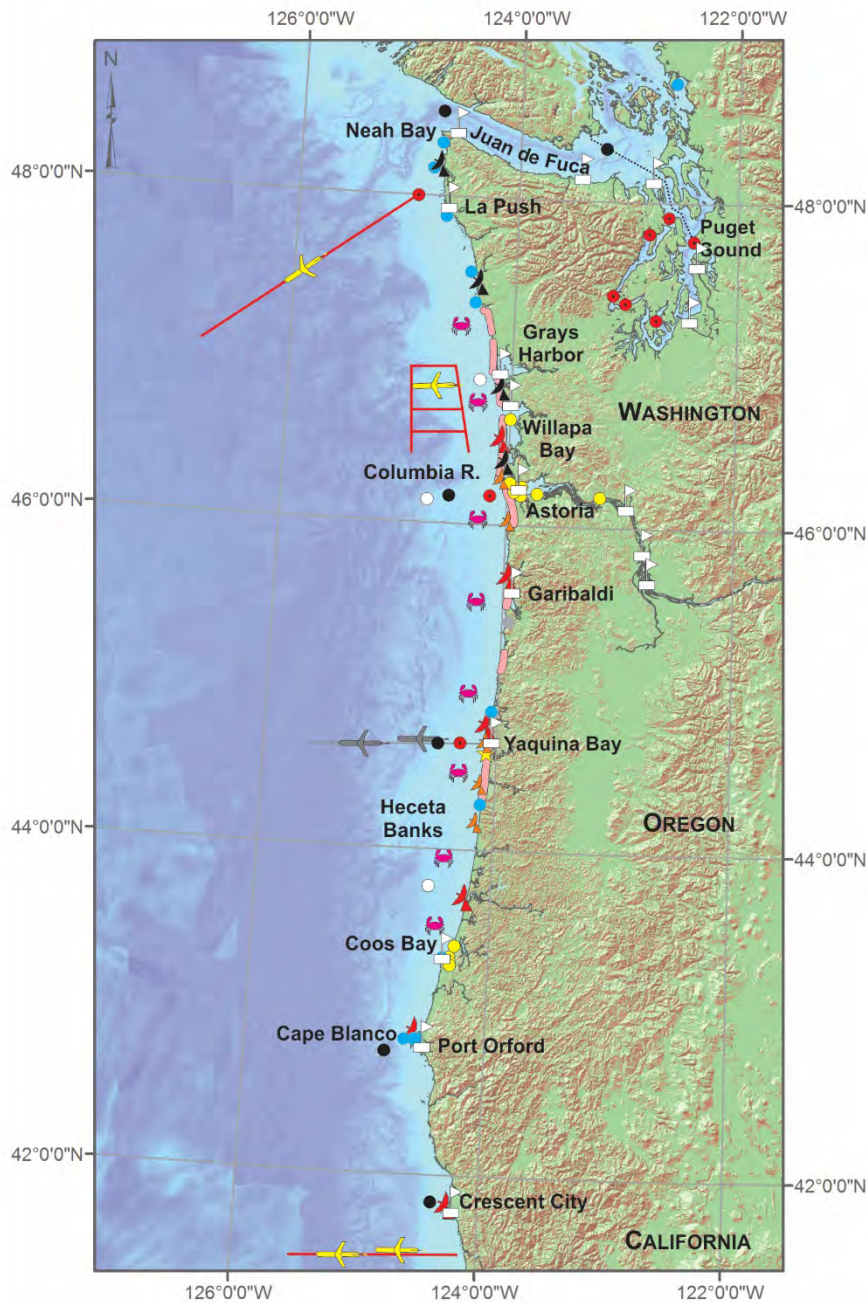 126°0'0"W
124°0'0"W
122°0'0"W
N
Neah Bay
Juan de Fuca
48°0'0"N
48°0'0"N
La Push
Puget
Sound
Grays
Harbor
WASHINGTON
Willapa
Bay
Columbia R.
46°0'0"N
Astoria
46°0'0"N
Garibaldi
Yaquina Bay
Heceta
Banks
OREGON
44°0'0"N
44°0'0"N
Coos Bay
Cape Blanco
Port Orford
42°0'0"N
42°0'0"N
Crescent City
CALIFORNIA
126°0'0"W
124°0'0"W
122°0'0"W